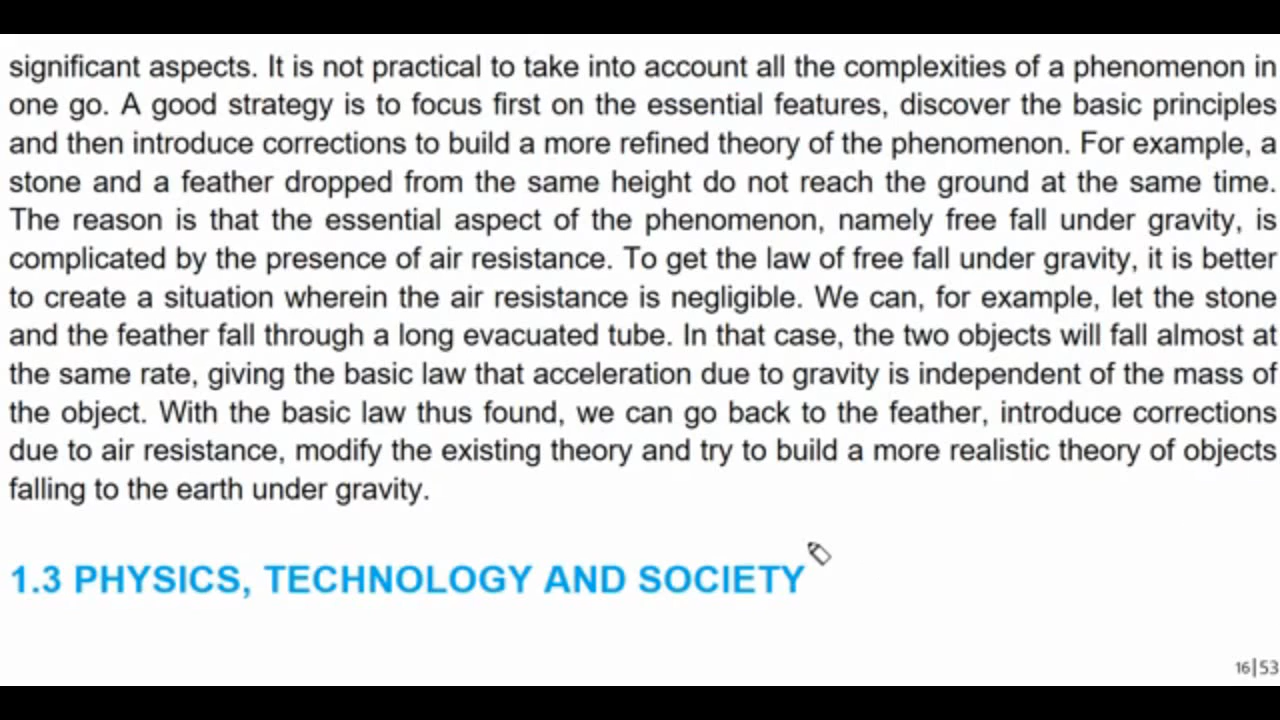 significant aspects. It is not practical to take into account all the complexities of a phenomenon in
one go. A good strategy is to focus first on the essential features, discover the basic principles
and then introduce corrections to build a more refined theory of the phenomenon. For example, a
stone and a feather dropped from the same height do not reach the ground at the same time.
The reason is that the essential aspect of the phenomenon, namely free fall under gravity, is
complicated by the presence of air resistance. To get the law of free fall under gravity, it is better
to create a situation wherein the air resistance is negligible. We can, for example, let the stone
and the feather fall through a long evacuated tube. In that case, the two objects will fall almost at
the same rate, giving the basic law that acceleration due to gravity is independent of the mass of
the object. With the basic law thus found, we can go back to the feather, introduce corrections
due to air resistance, modify the existing theory and try to build a more realistic theory of objects
falling to the earth under gravity.
1.3 PHYSICS, TECHNOLOGY AND SOCIETY
16|53